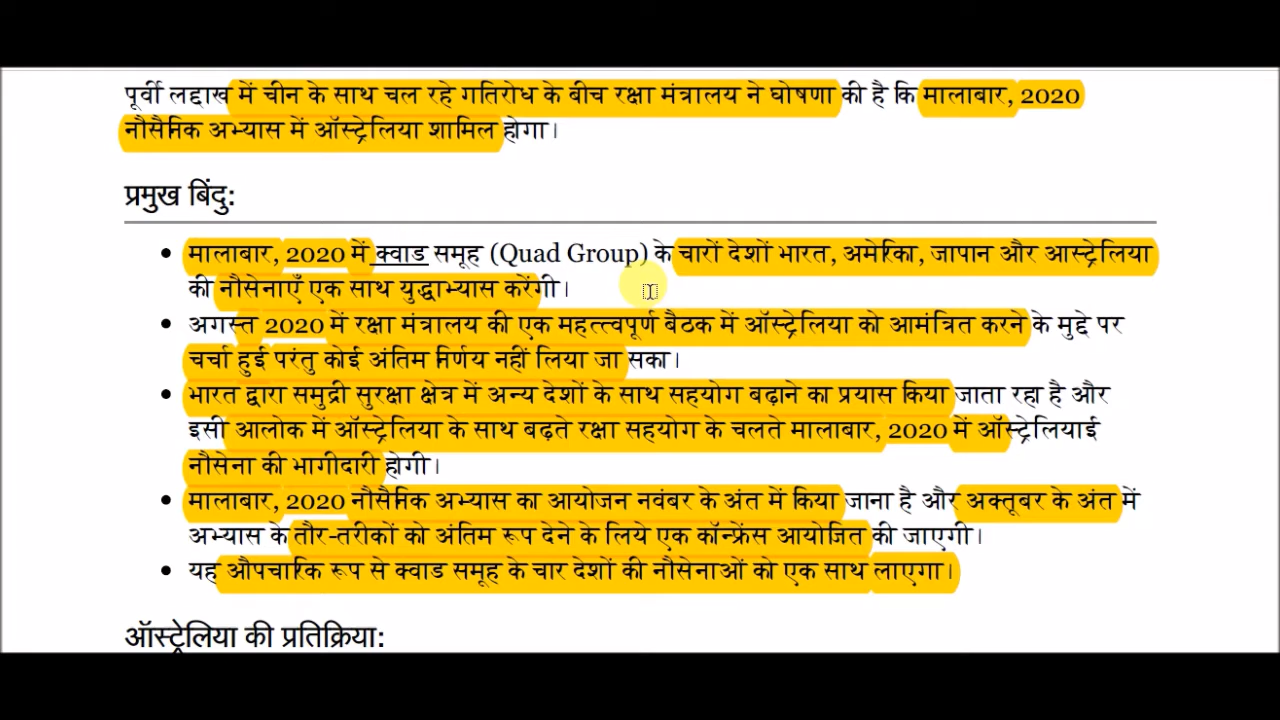 पूर्वी लद्दाख में चीन के साथ चल रहे गतिरोध के बीच रक्षा मंत्रालय ने घोषणा की है कि मालाबार, 2020
नौसैनिक अभ्यास में ऑस्ट्रेलिया शामिल होगा।
प्रमुख बिंदु:
• मालाबार, 2020 में क्वाड समूह (Quad Group) के चारों देशों भारत, अमेरिका, जापान और आस्ट्रेलिया
की नौसेनाएँ एक साथ युद्धाभ्यास करेंगी।
• अगस्त 2020 में रक्षा मंत्रालय की एक महत्त्वपूर्ण बैठक में ऑस्ट्रेलिया को आमंत्रित करने के मुद्दे पर
चर्चा हुई परंतु कोई अंतिम निर्णय नहीं लिया जा सका।
• भारत द्वारा समुद्री सुरक्षा क्षेत्र में अन्य देशों के साथ सहयोग बढ़ाने का प्रयास किया जाता रहा है और
इसी आलोक में ऑस्ट्रेलिया के साथ बढ़ते रक्षा सहयोग के चलते मालाबार, 2020 में ऑस्ट्रेलियाई
नौसेना की भागीदारी होगी।
• मालाबार, 2020 नौसैनिक अभ्यास का आयोजन नवंबर के अंत में किया जाना है और अक्तूबर के अंत में
अभ्यास के तौर-तरीकों को अंतिम रूप देने के लिये एक कॉन्फ्रेंस आयोजित की जाएगी।
• यह औपचारिक रूप से क्वाड समूह के चार देशों की नौसेनाओं को एक साथ लाएगा।
ऑस्ट्रेलिया की प्रतिक्रिया: